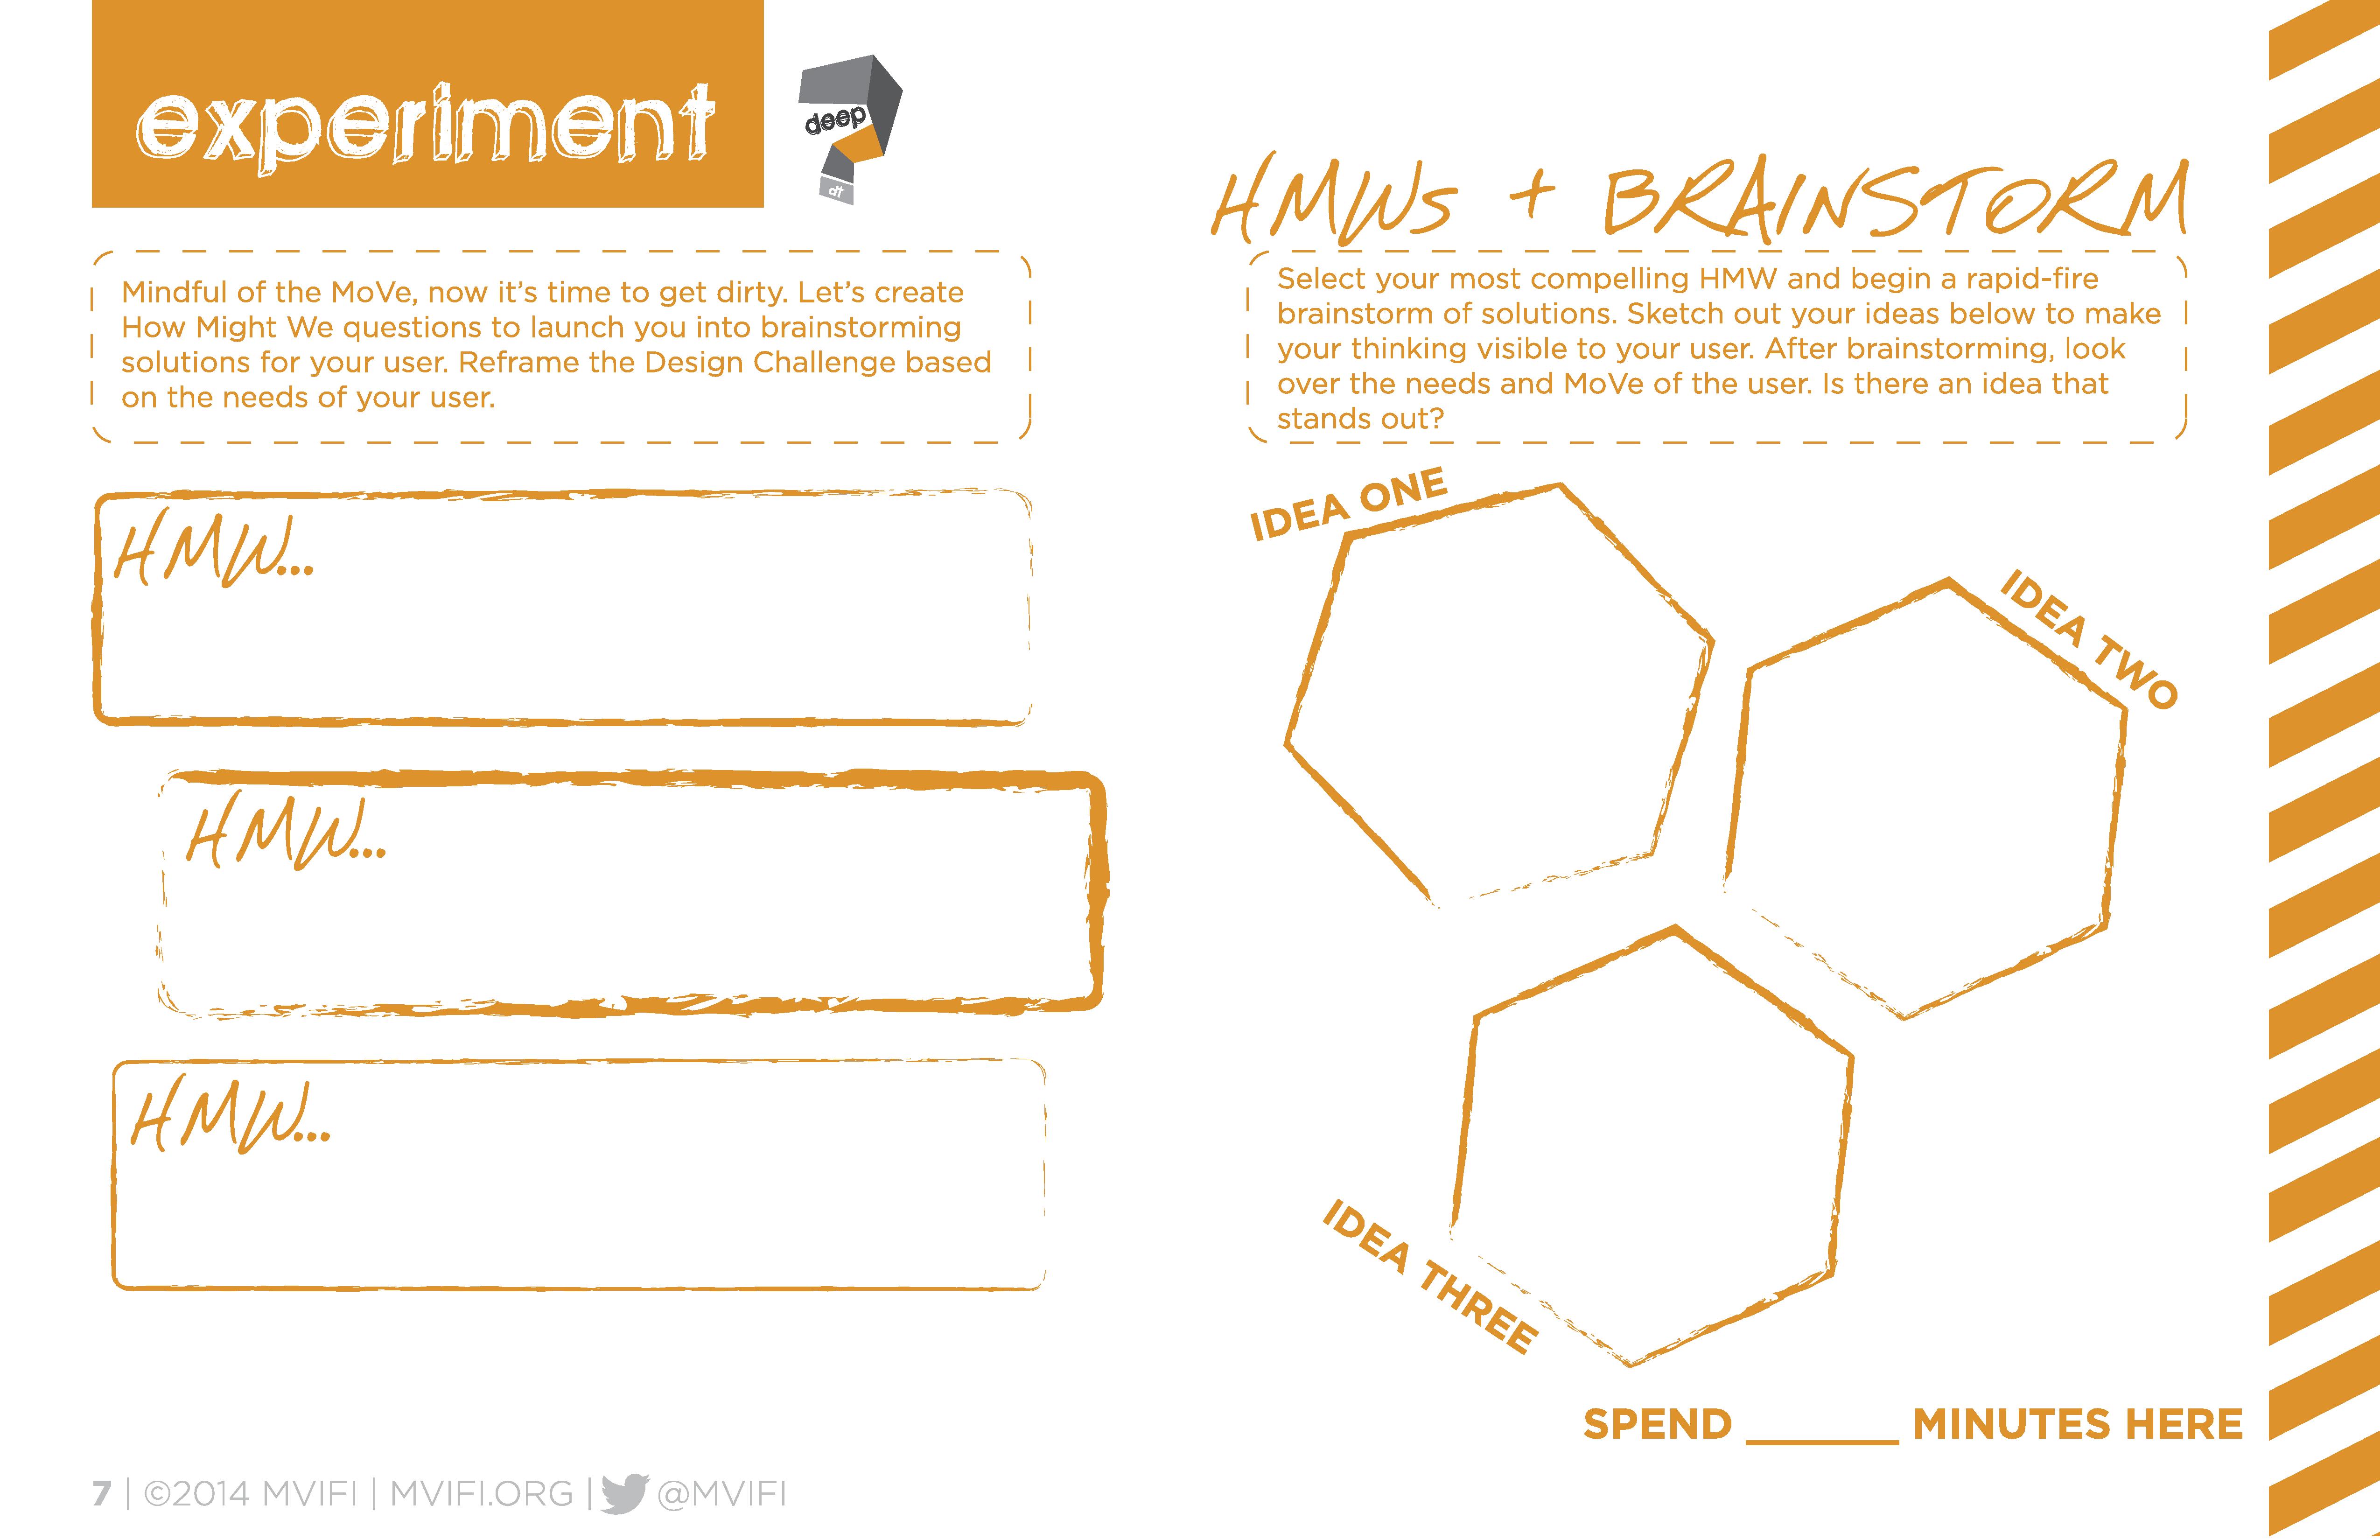 experiment
deep
dt
Mindful of the MoVe, now it's time to get dirty. Let's create
How Might We questions to launch you into brainstorming
solutions for your user. Reframe the Design Challenge based
on the needs of your user.
HMW...
HMW...
HMW...
HMWs + BRAINSTORM
Select your most compelling HMW and begin a rapid-fire
brainstorm of solutions. Sketch out your ideas below to make
your thinking visible to your user. After brainstorming, look
over the needs and MoVe of the user. Is there an idea that
stands out?
IDEA ONE
IDEA TWO
IDEA THREE
SPEND ______ MINUTES HERE
7 | ©2014 MVIFI | MVIFI.ORG | @MVIFI